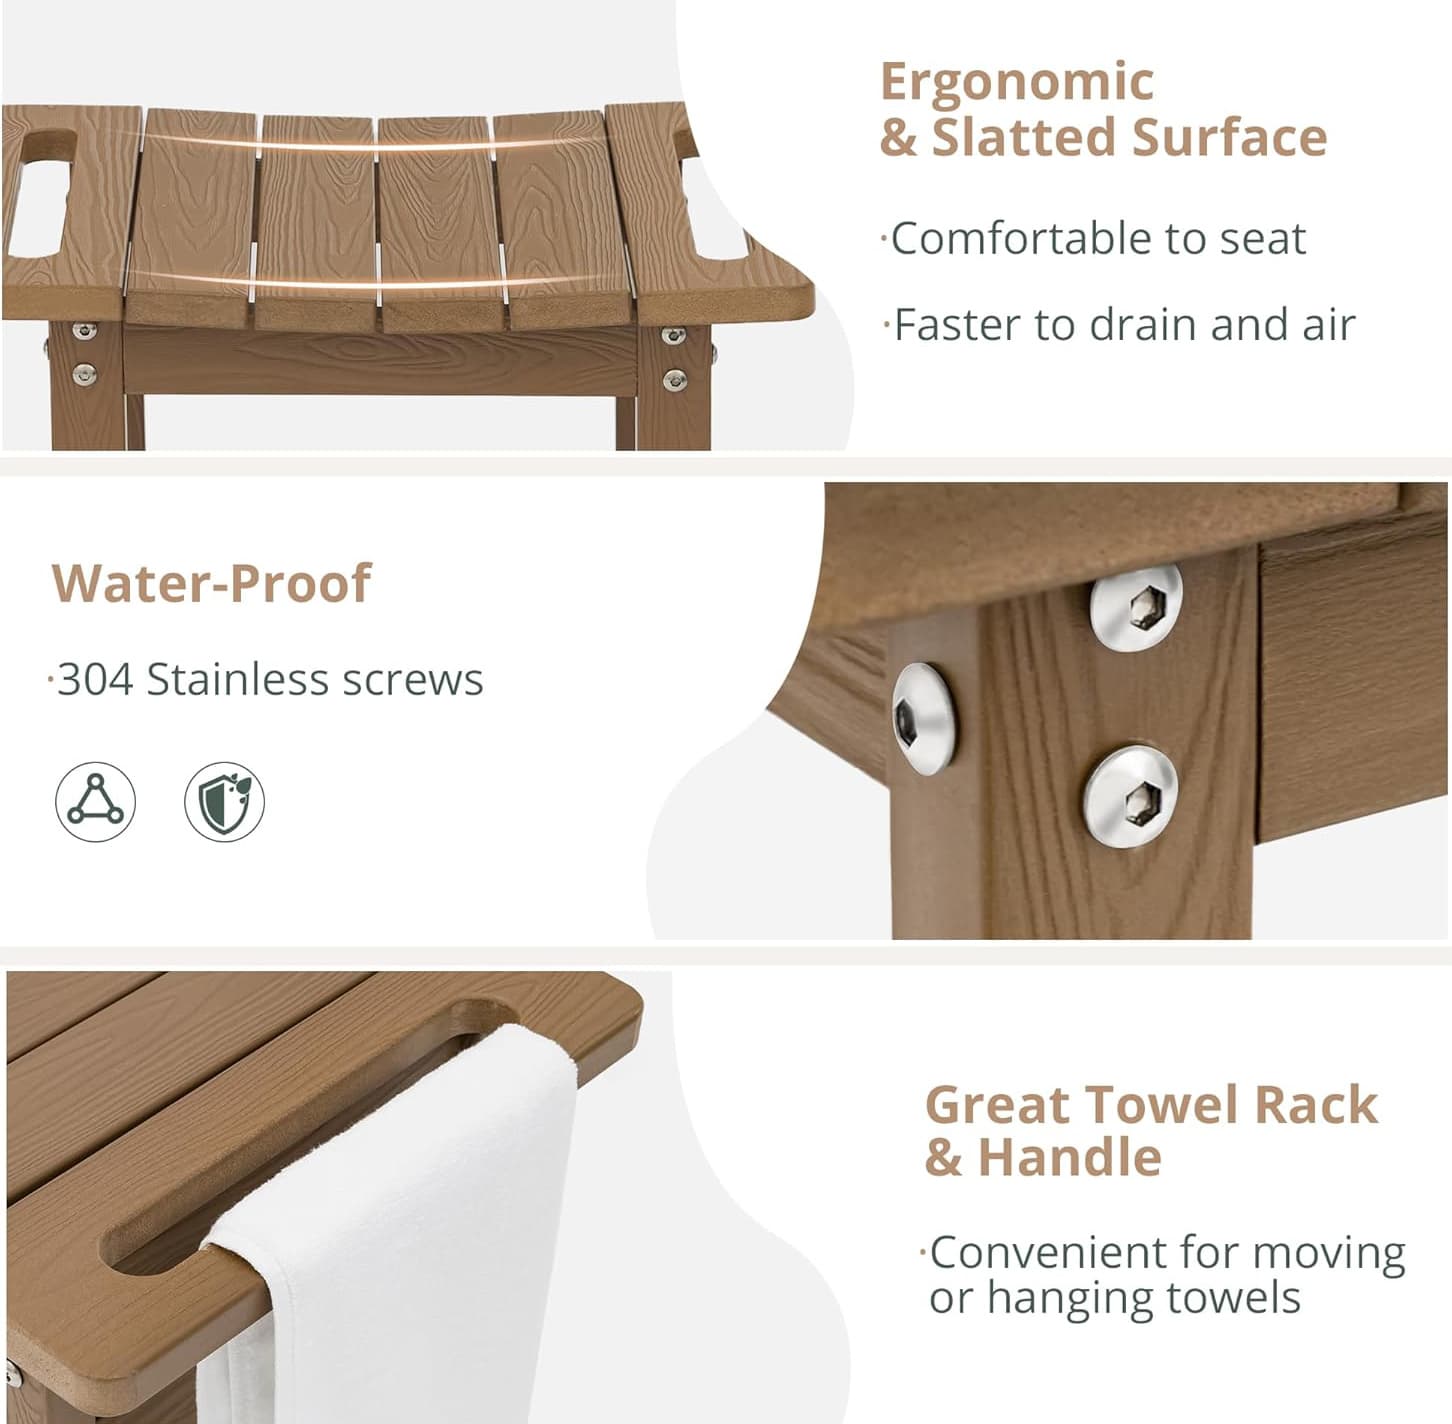 Ergonomic
& Slatted Surface
·Comfortable to seat
·Faster to drain and air
Water-Proof
·304 Stainless screws
Great Towel Rack
& Handle
·Convenient for moving
or hanging towels